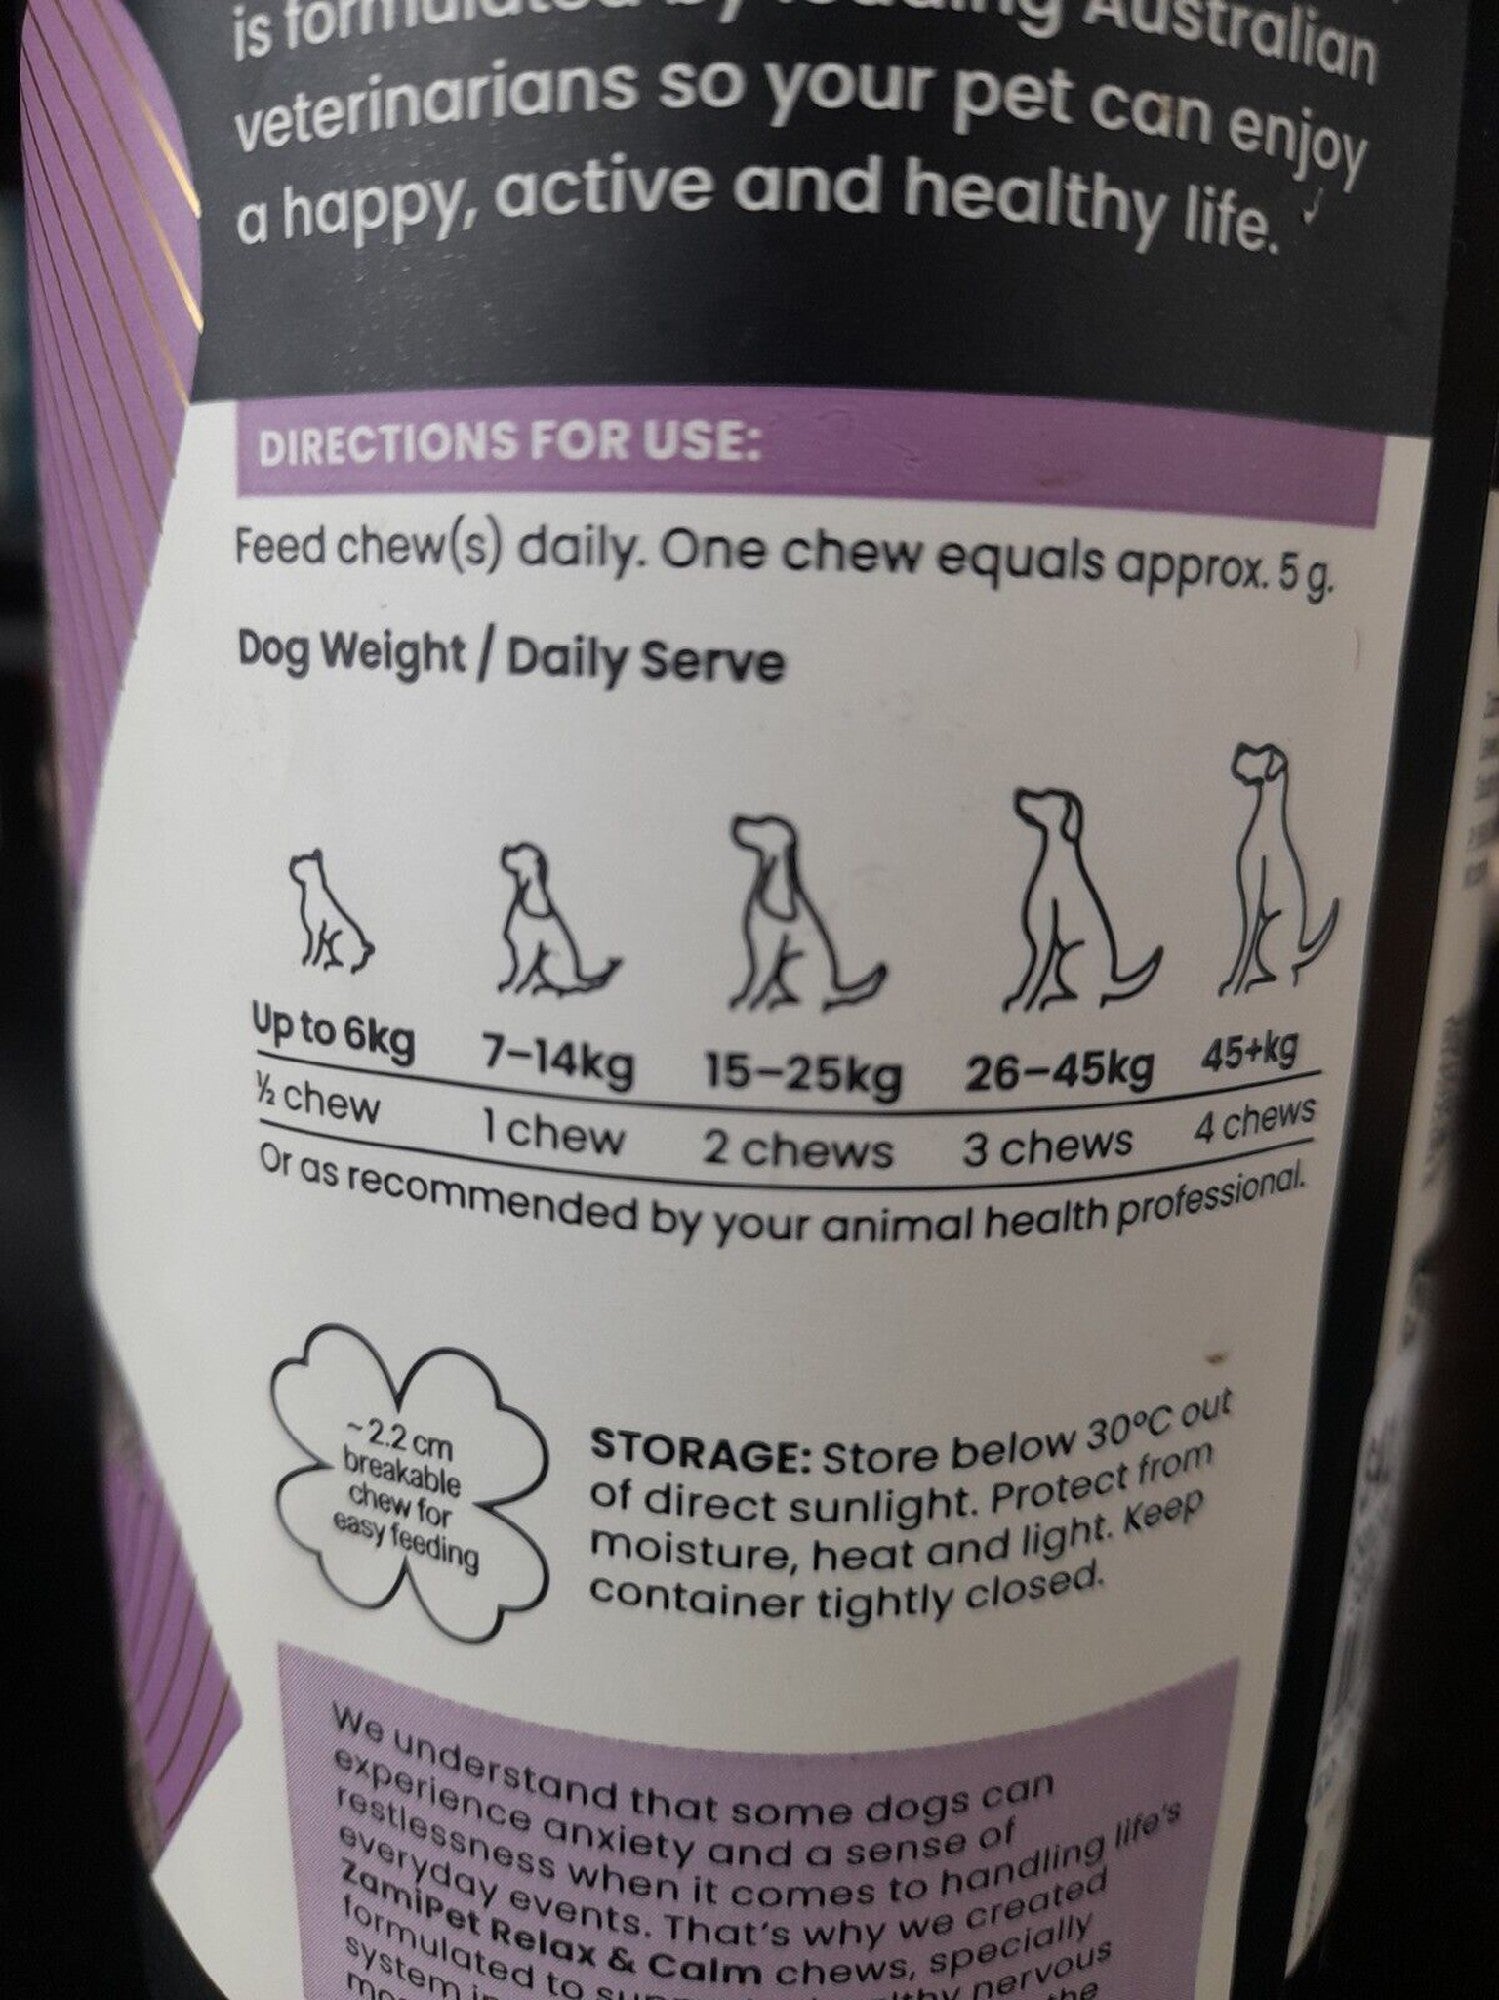 is formulated by leading Australian
veterinarians so your pet can enjoy
a happy, active and healthy life.
DIRECTIONS FOR USE:
Feed chew(s) daily. One chew equals approx. 5 g.
Dog Weight / Daily Serve
Up to 6kg 7–14kg 15–25kg 26–45kg 45+kg
½ chew 1 chew 2 chews 3 chews 4 chews
Or as recommended by your animal health professional.
~2.2 cm
breakable
chew for
easy feeding
STORAGE: Store below 30°C out
of direct sunlight. Protect from
moisture, heat and light. Keep
container tightly closed.
We understand that some dogs can
experience anxiety and a sense of
restlessness when it comes to handling life's
everyday events. That's why we created
ZamiPet Relax & Calm chews, specially
formulated to nervous
system the